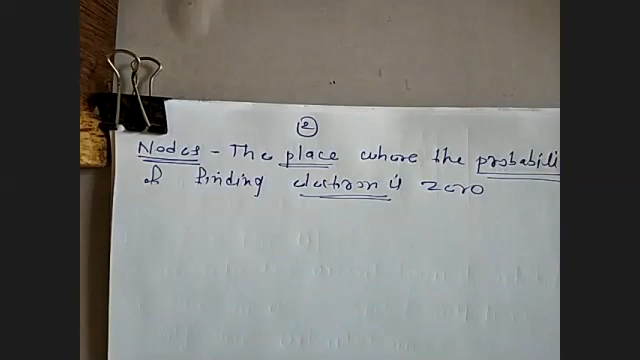 2
Nodes - The place where the probabili
of finding electron is zero